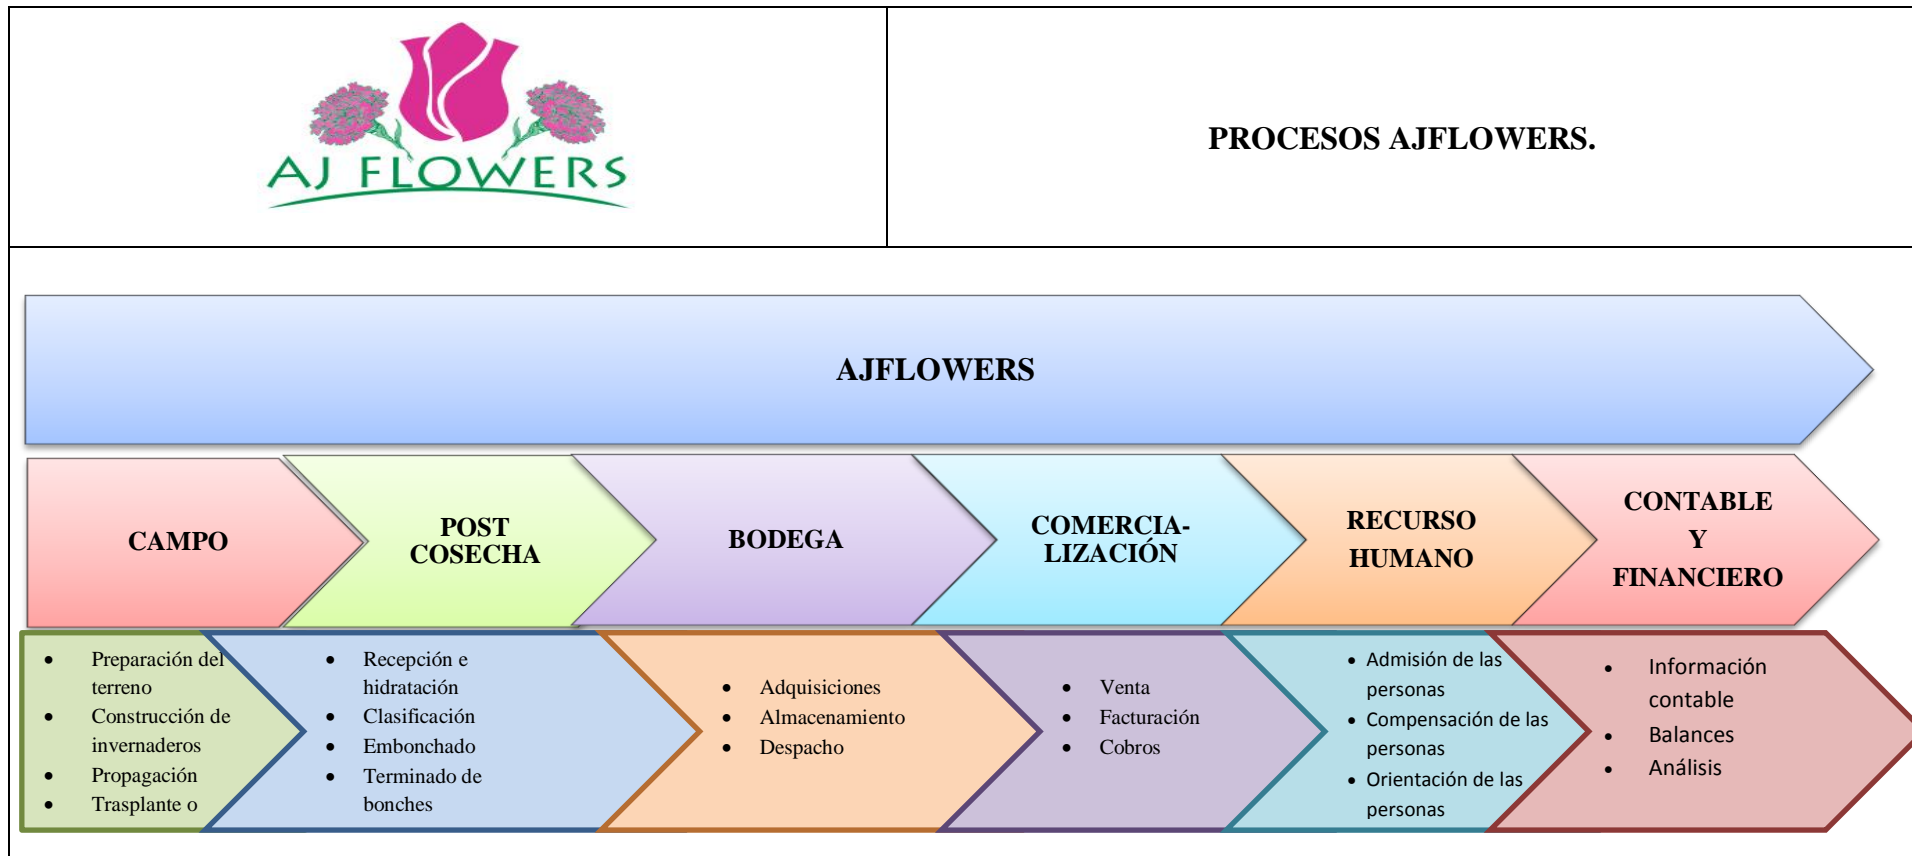 AJ FLOWERS
PROCESOS AJFLOWERS.
AJFLOWERS
CAMPO
POST
COSECHA
BODEGA
COMERCIA-
LIZACIÓN
RECURSO
HUMANO
CONTABLE
Y
FINANCIERO
• Preparación del
terreno
• Construcción de
invernaderos
• Propagación
• Trasplante o
• Recepción e
hidratación
• Clasificación
• Embonchado
• Terminado de
bonches
• Adquisiciones
• Almacenamiento
• Despacho
• Venta
• Facturación
• Cobros
• Admisión de las
personas
• Compensación de las
personas
• Orientación de las
personas
• Información
contable
• Balances
• Análisis